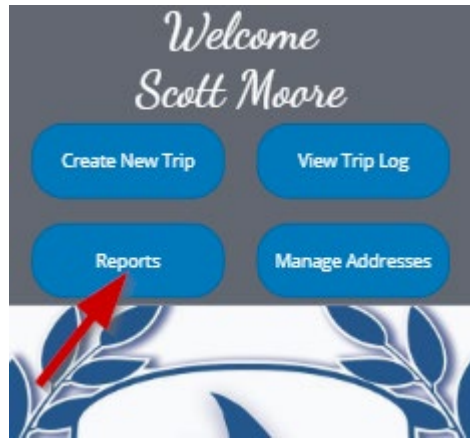 Welcome
Scott Moore
Create New Trip
View Trip Log
Reports
Manage Addresses